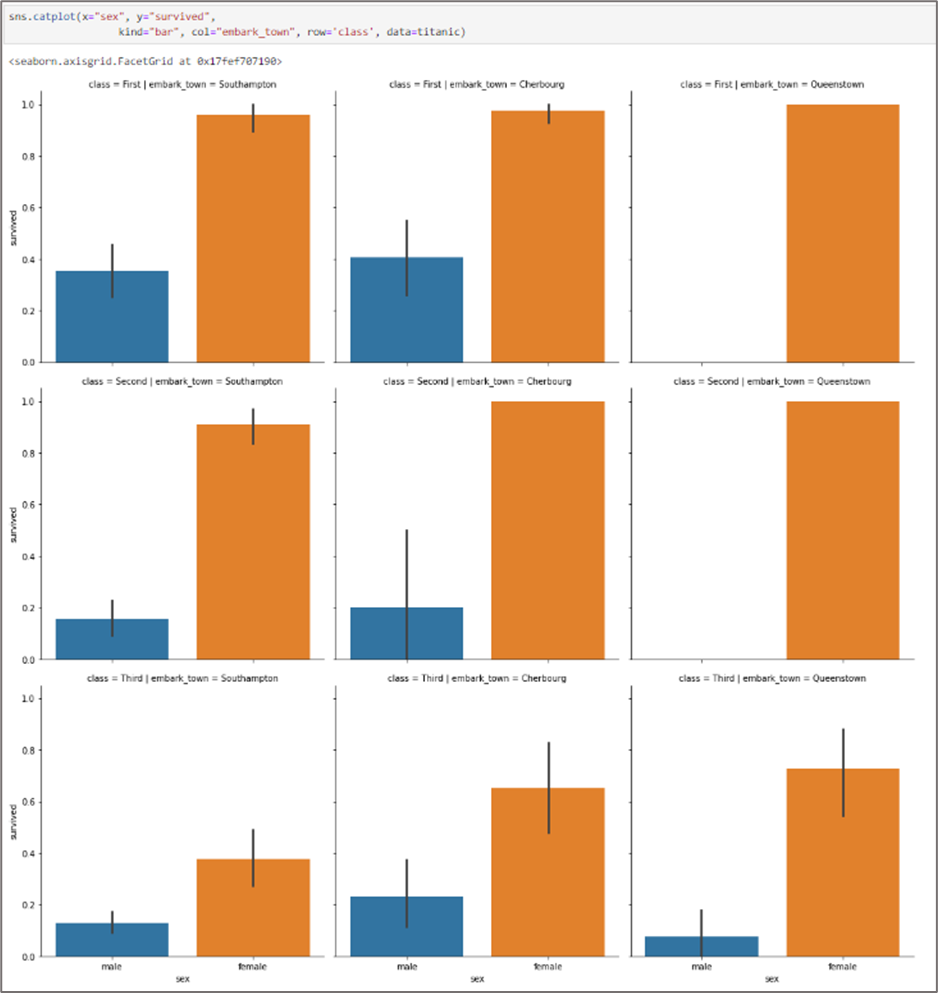 sns.catplot(x="sex", y="survived",
kind="bar", col="embark_town", row='class', data=titanic)
<seaborn.axisgrid.FacetGrid at 0x17fef707190>
class = First | embark_town = Southampton
class = First | embark_town = Cherbourg
class = First | embark_town = Queenstown
1.0
0.8
0.6
0.4
0.2
0.0
survived
class = Second | embark_town = Southampton
class = Second | embark_town = Cherbourg
class = Second | embark_town = Queenstown
1.0
0.8
0.6
0.4
0.2
0.0
survived
class = Third | embark_town = Southampton
class = Third | embark_town = Cherbourg
class = Third | embark_town = Queenstown
1.0
0.8
0.6
0.4
0.2
0.0
survived
male
female
male
female
male
female
sex
sex
sex